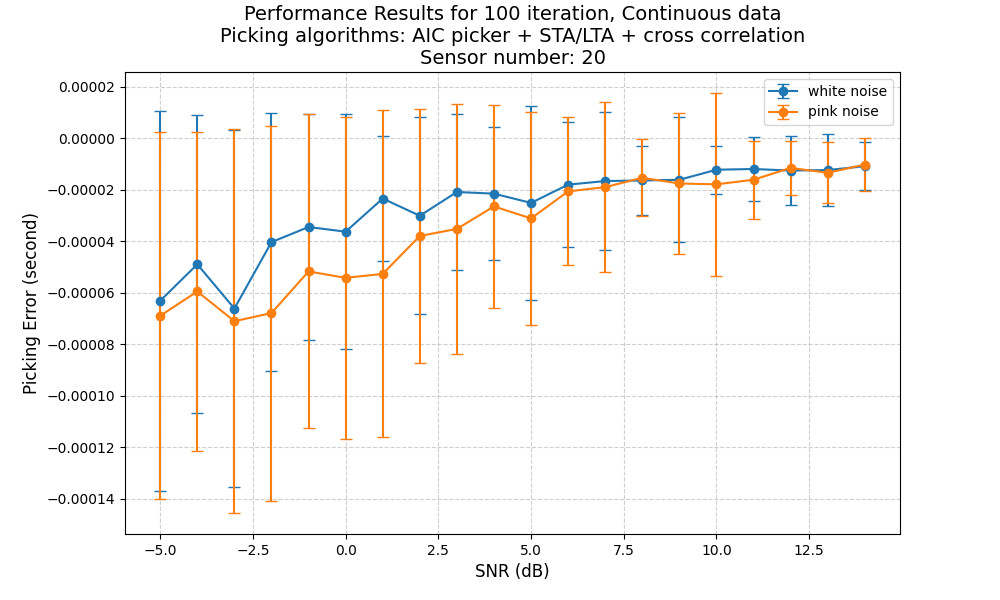 Performance Results for 100 iteration, Continuous data
Picking algorithms: AIC picker + STA/LTA + cross correlation
Sensor number: 20
white noise
pink noise
0.00002
0.00000
−0.00002
−0.00004
−0.00006
−0.00008
−0.00010
−0.00012
−0.00014
Picking Error (second)
−5.0 −2.5 0.0 2.5 5.0 7.5 10.0 12.5
SNR (dB)